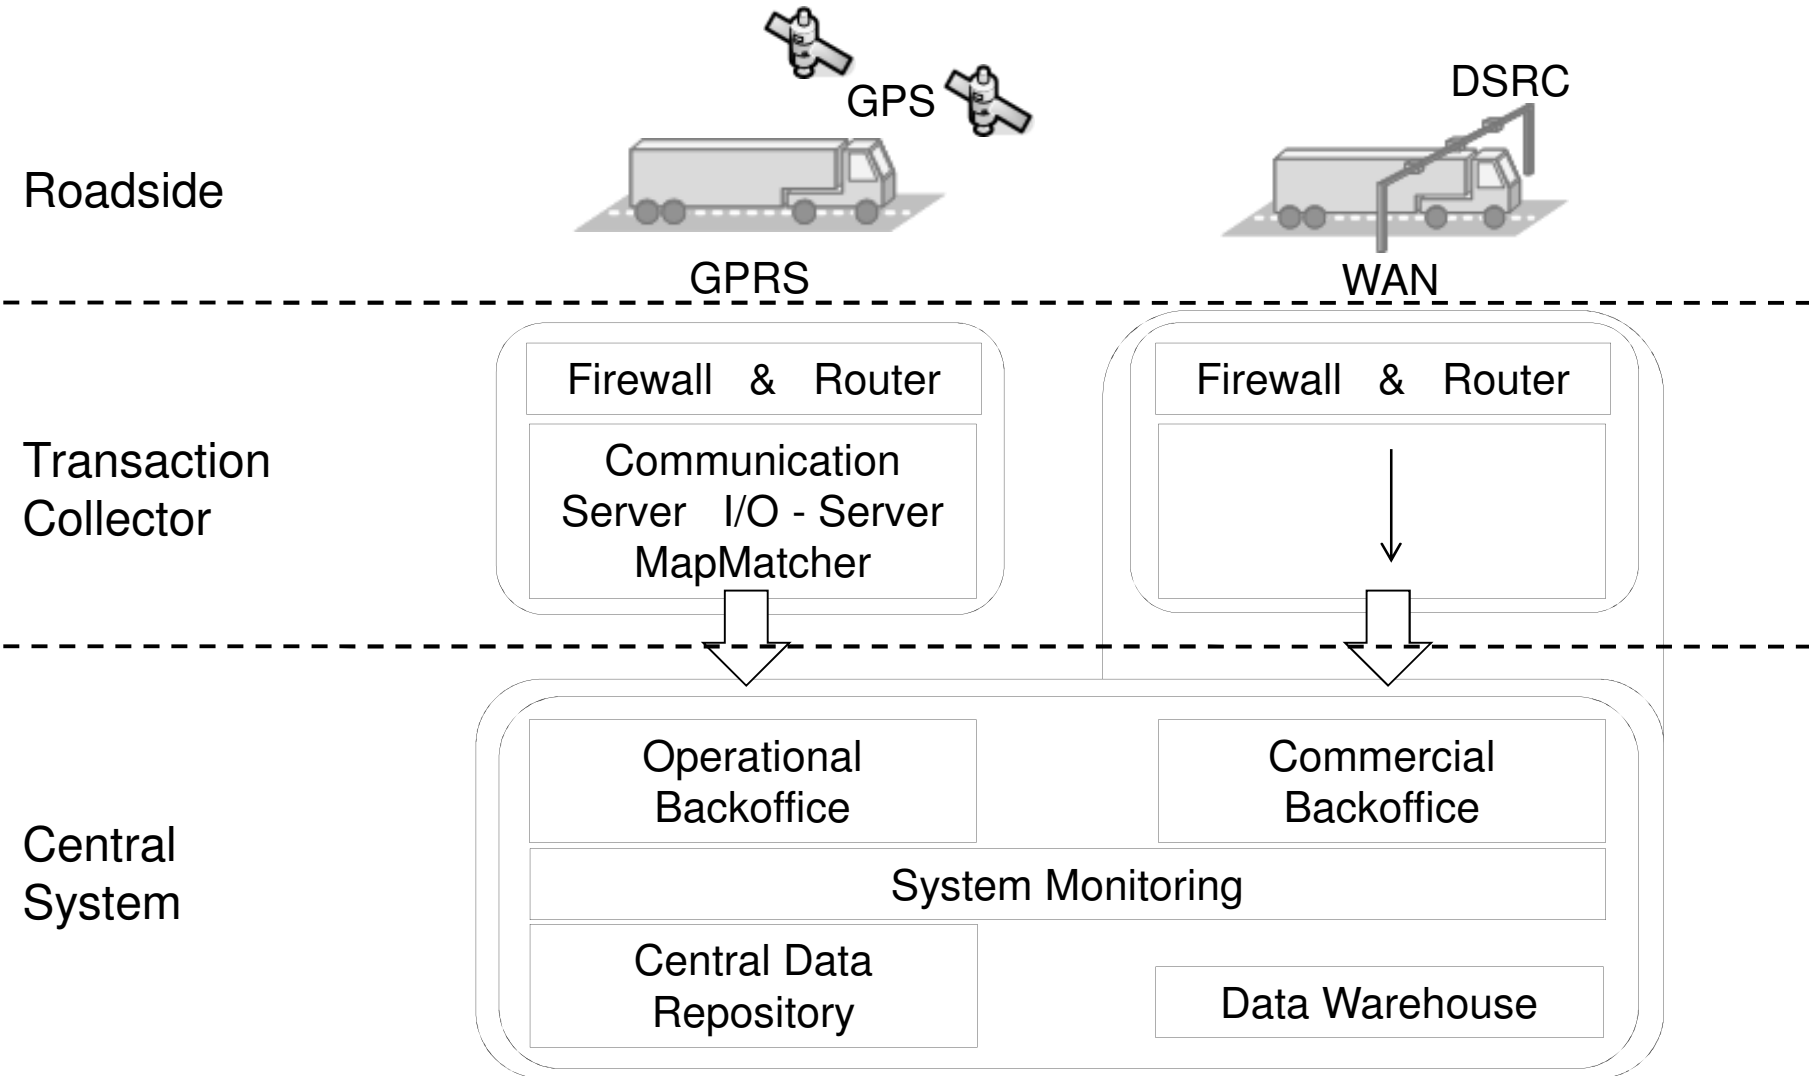 GPS
DSRC
Roadside
GPRS
WAN
Firewall & Router
Firewall & Router
Transaction
Collector
Communication
Server I/O - Server
MapMatcher
Operational
Backoffice
Commercial
Backoffice
Central
System
System Monitoring
Central Data
Repository
Data Warehouse